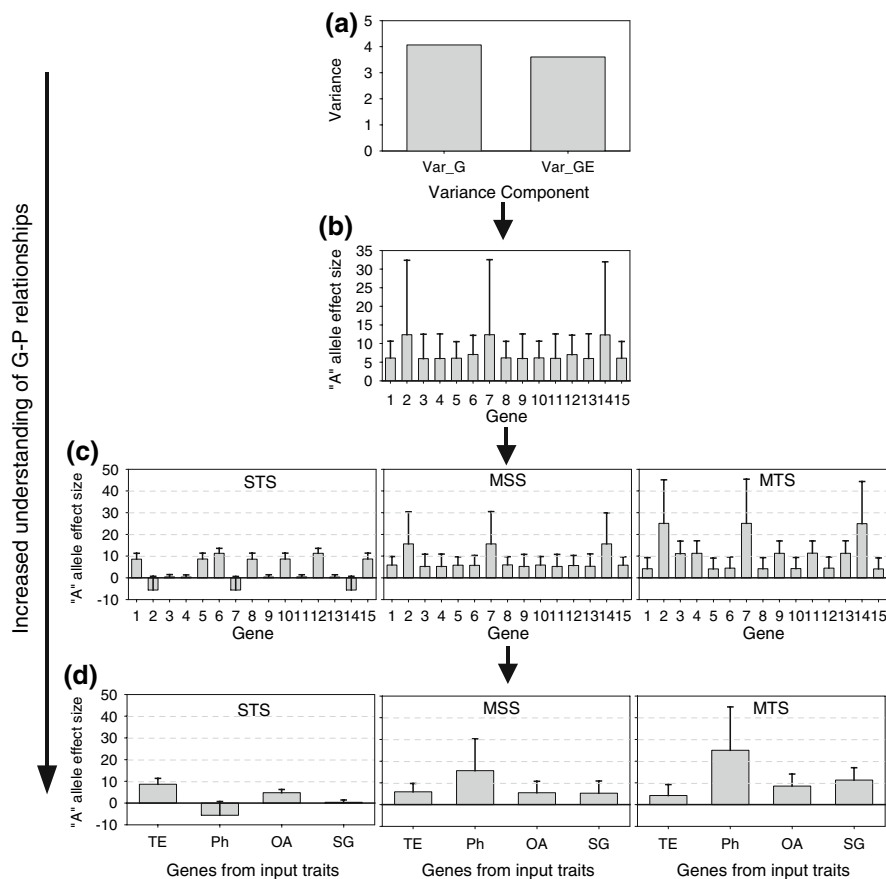 Increased understanding of G-P relationships
(a)
Variance
5
4
3
2
1
0
Var_G Var_GE
Variance Component
(b)
"A" allele effect size
35
30
25
20
15
10
5
0
1 2 3 4 5 6 7 8 9 10 11 12 13 14 15
Gene
(c)
"A" allele effect size
50
40
30
20
10
0
-10
STS
1 2 3 4 5 6 7 8 9 10 11 12 13 14 15
Gene
MSS
1 2 3 4 5 6 7 8 9 10 11 12 13 14 15
Gene
MTS
1 2 3 4 5 6 7 8 9 10 11 12 13 14 15
Gene
(d)
"A" allele effect size
50
40
30
20
10
0
-10
STS
TE Ph OA SG
Genes from input traits
MSS
TE Ph OA SG
Genes from input traits
MTS
TE Ph OA SG
Genes from input traits